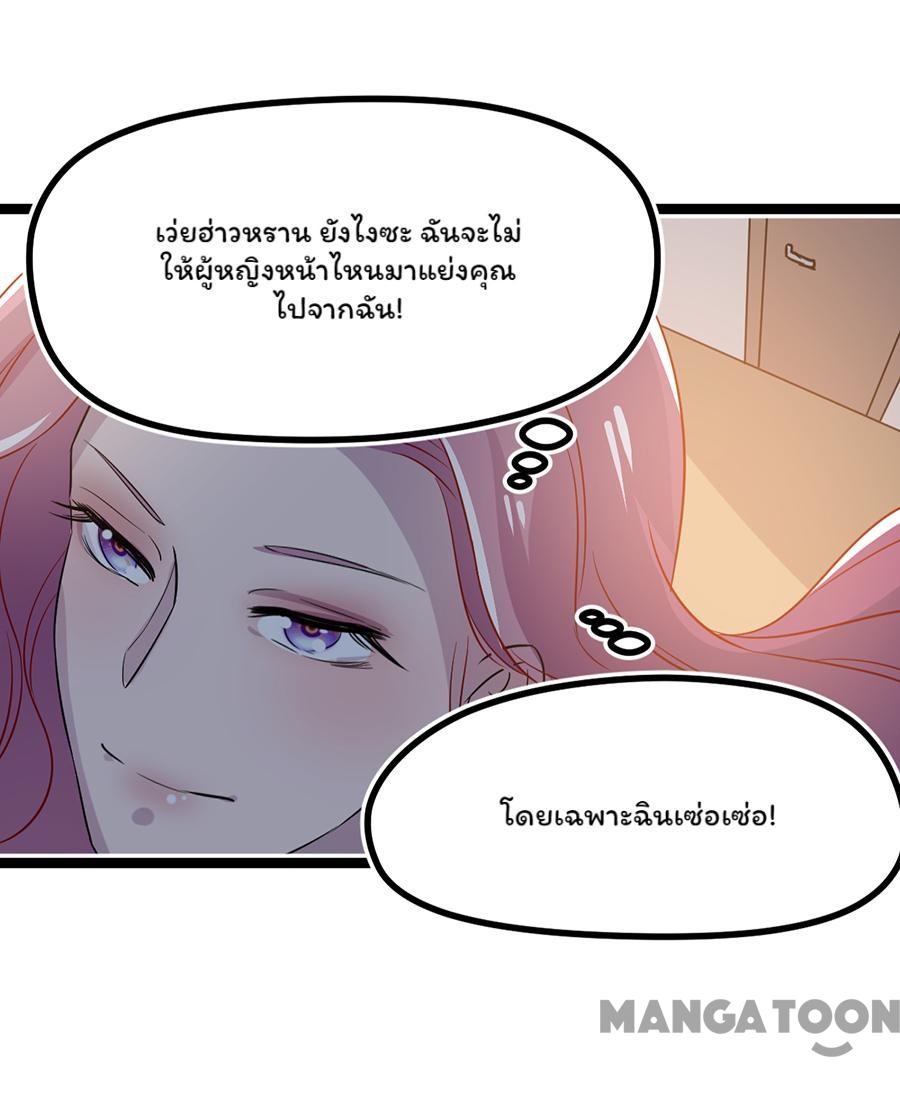 เว่ยฮ่าวหราน ยังไงซะ ฉันจะไม่
ให้ผู้หญิงหน้าไหนมาแย่งคุณ
ไปจากฉัน!
โดยเฉพาะฉินเซ่อเซ่อ!
MANGATOON